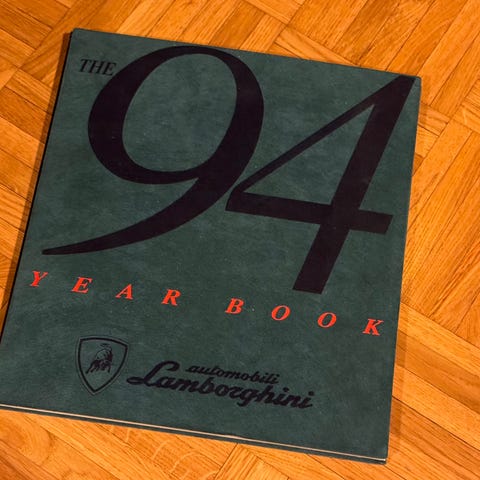 THE
94
YEAR BOOK
automobili
Lamborghini